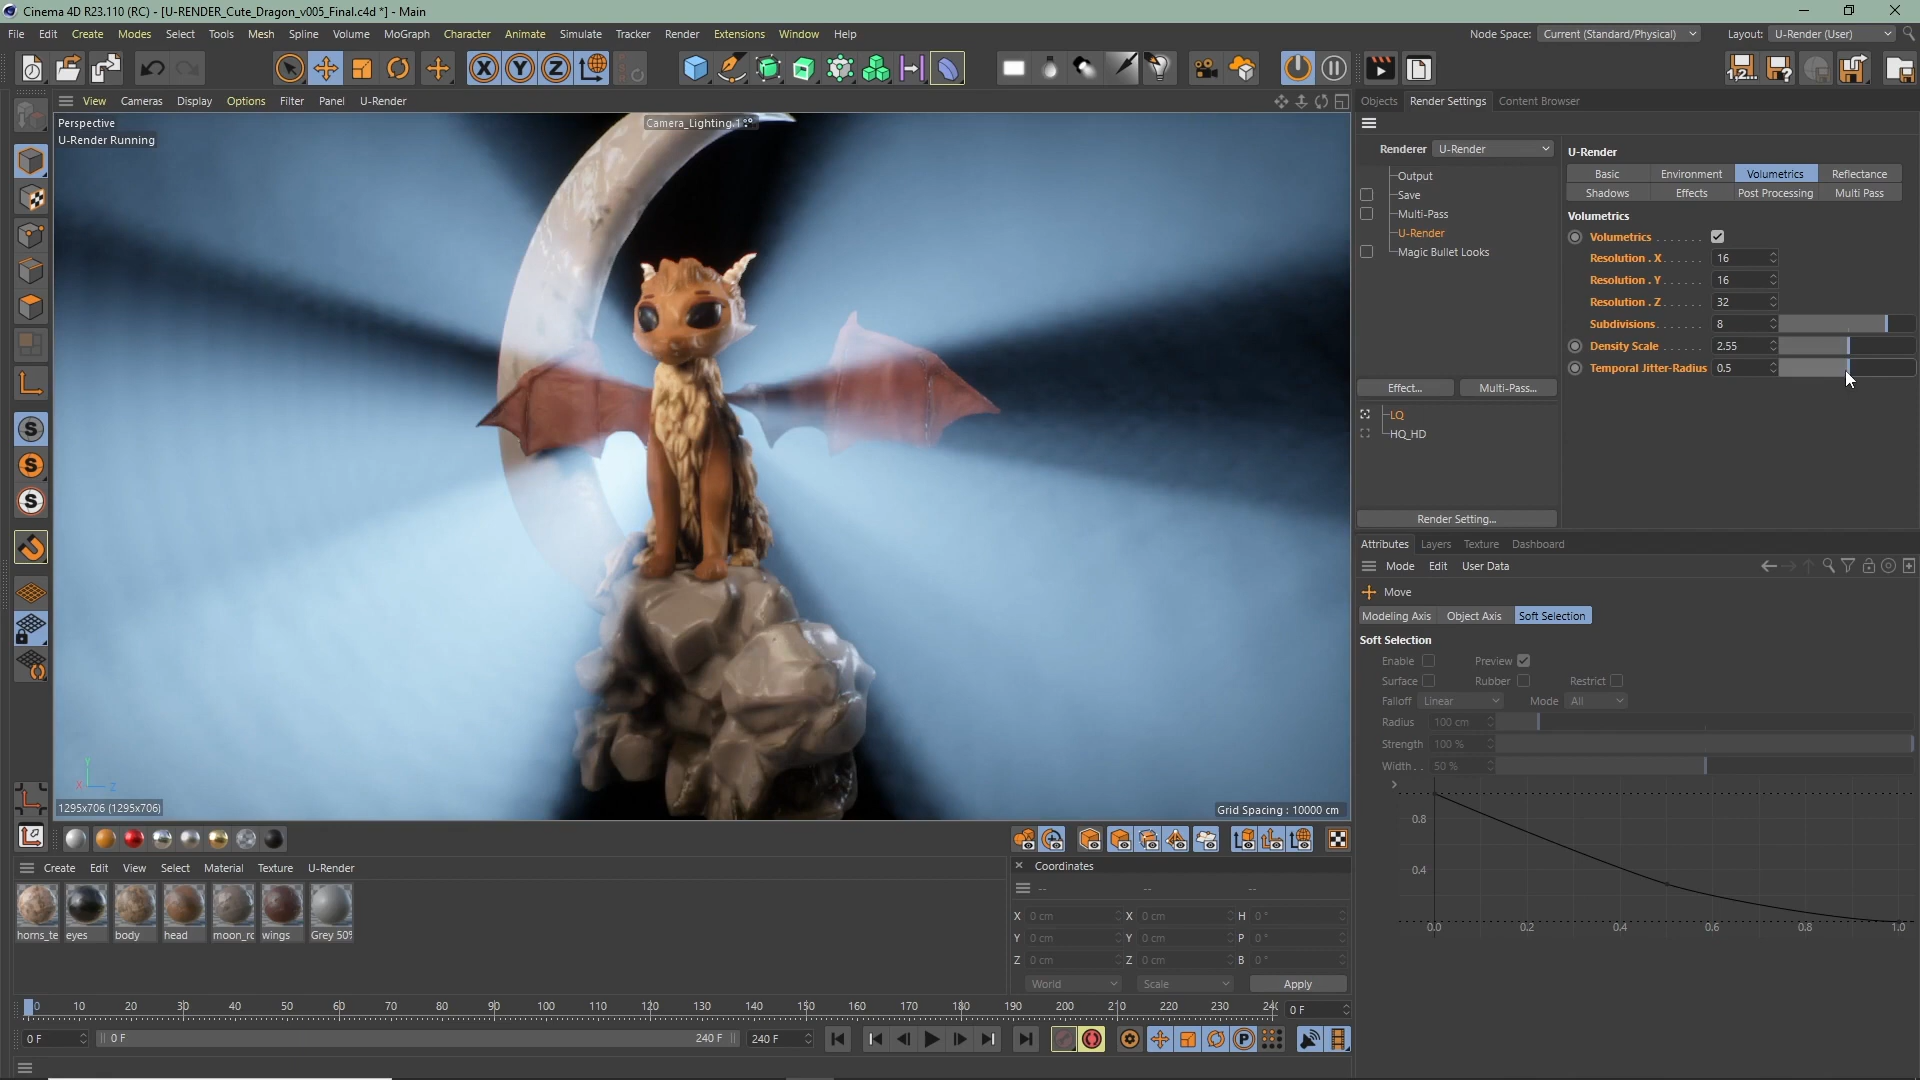 Cinema 4D R23.110 (RC) - [U-RENDER_Cute_Dragon_v005_Final.c4d *] - Main
File Edit Create Modes Select Tools Mesh Spline Volume MoGraph Character Animate Simulate Tracker Render Extensions Window Help Node Space: Current (Standard/Physical) Layout: U-Render (User)
View Cameras Display Options Filter Panel U-Render
Objects Render Settings Content Browser
Perspective
Camera_Lighting.1
U-Render Running
Renderer U-Render
Output
Save
Multi-Pass
U-Render
Magic Bullet Looks
Effect... Multi-Pass...
LQ
HQ_HD
Render Setting...
U-Render
Basic Environment Volumetrics Reflectance
Shadows Effects Post Processing Multi Pass
Volumetrics
Volumetrics
Resolution . X 16
Resolution . Y 16
Resolution . Z 32
Subdivisions 8
Density Scale 2.55
Temporal Jitter-Radius 0.5
Attributes Layers Texture Dashboard
Mode Edit User Data
Move
Modeling Axis Object Axis Soft Selection
Soft Selection
Enable Preview
Surface Rubber Restrict
Falloff Linear Mode All
Radius 100 cm
Strength 100 %
Width . . 50 %
0.8
0.4
0.0 0.2 0.4 0.6 0.8 1.0
Y
X Z
1295x706 (1295x706)
Grid Spacing : 10000 cm
Create Edit View Select Material Texture U-Render
horns_te eyes body head moon_rc wings Grey 50%
Coordinates
-- -- --
X 0 cm X 0 cm H 0 °
Y 0 cm Y 0 cm P 0 °
Z 0 cm Z 0 cm B 0 °
World Scale Apply
0 10 20 30 40 50 60 70 80 90 100 110 120 130 140 150 160 170 180 190 200 210 220 230 24( 0 F
0 F 0 F 240 F 240 F